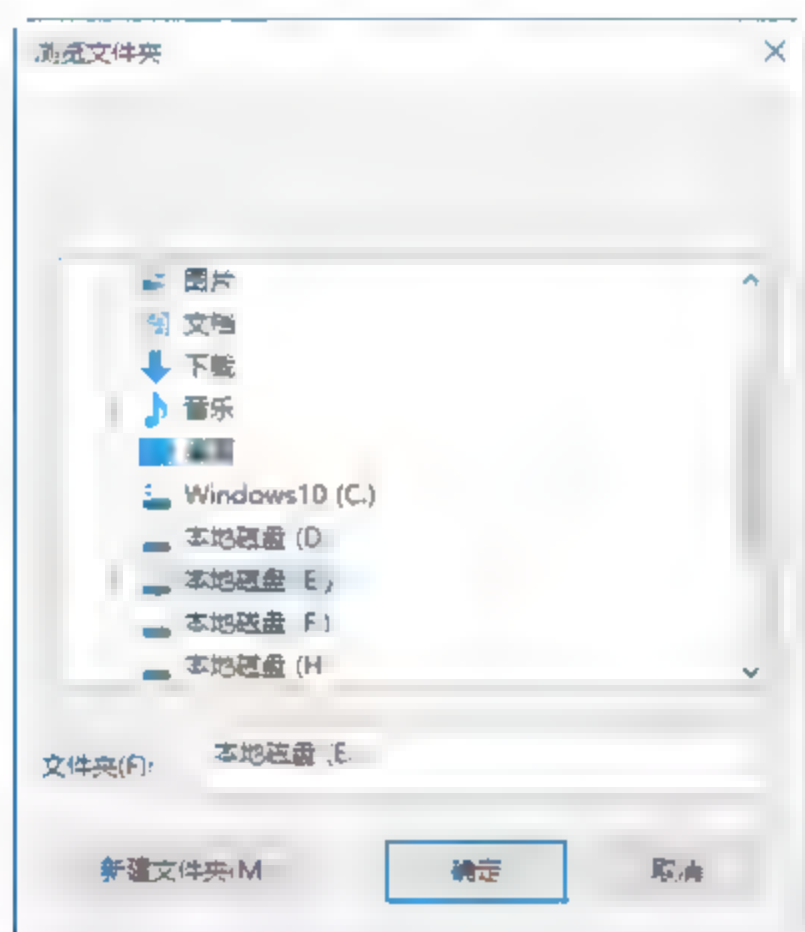 浏览文件夹
图片
文档
下载
音乐
Windows10 (C:)
本地磁盘 (D
本地磁盘 E)
本地磁盘 F)
本地磁盘 (H
文件夹(F):
本地磁盘 (E
新建文件夹(M
确定
取消